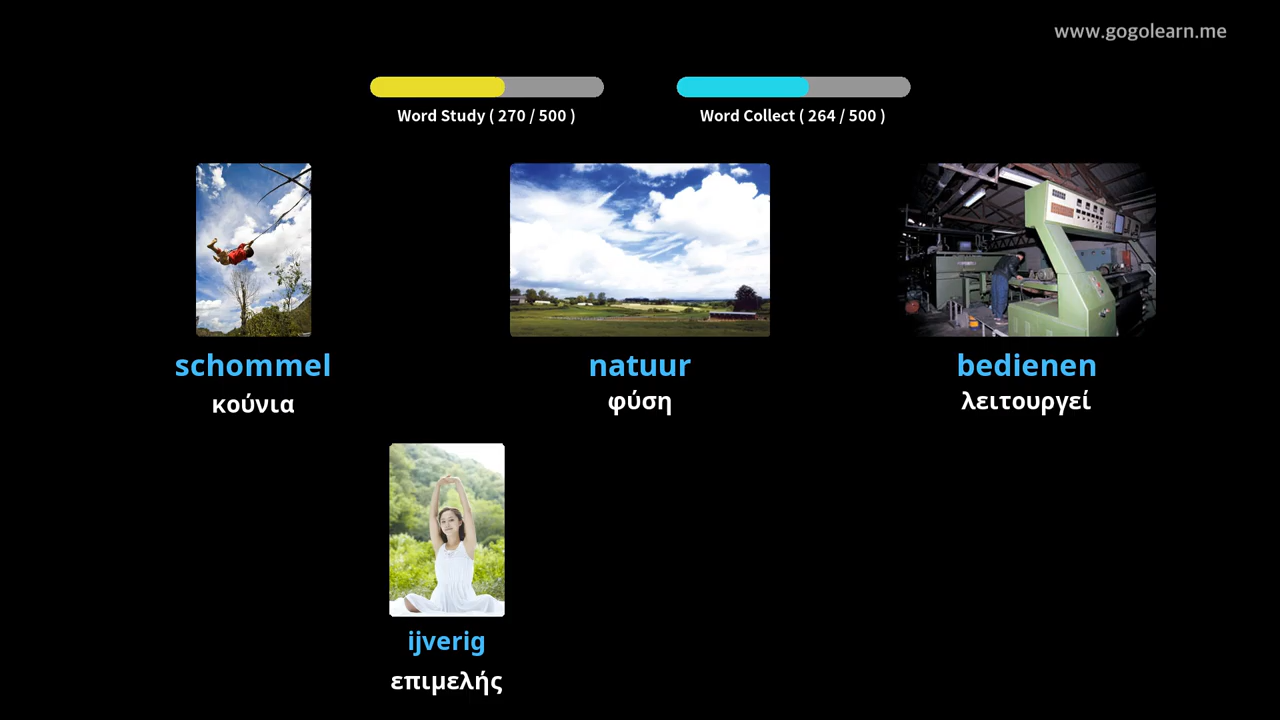 www.gogolearn.me
Word Study ( 270 / 500 )
Word Collect ( 264 / 500 )
schommel
κούνια
natuur
φύση
bedienen
λειτουργεί
ijverig
επιμελής